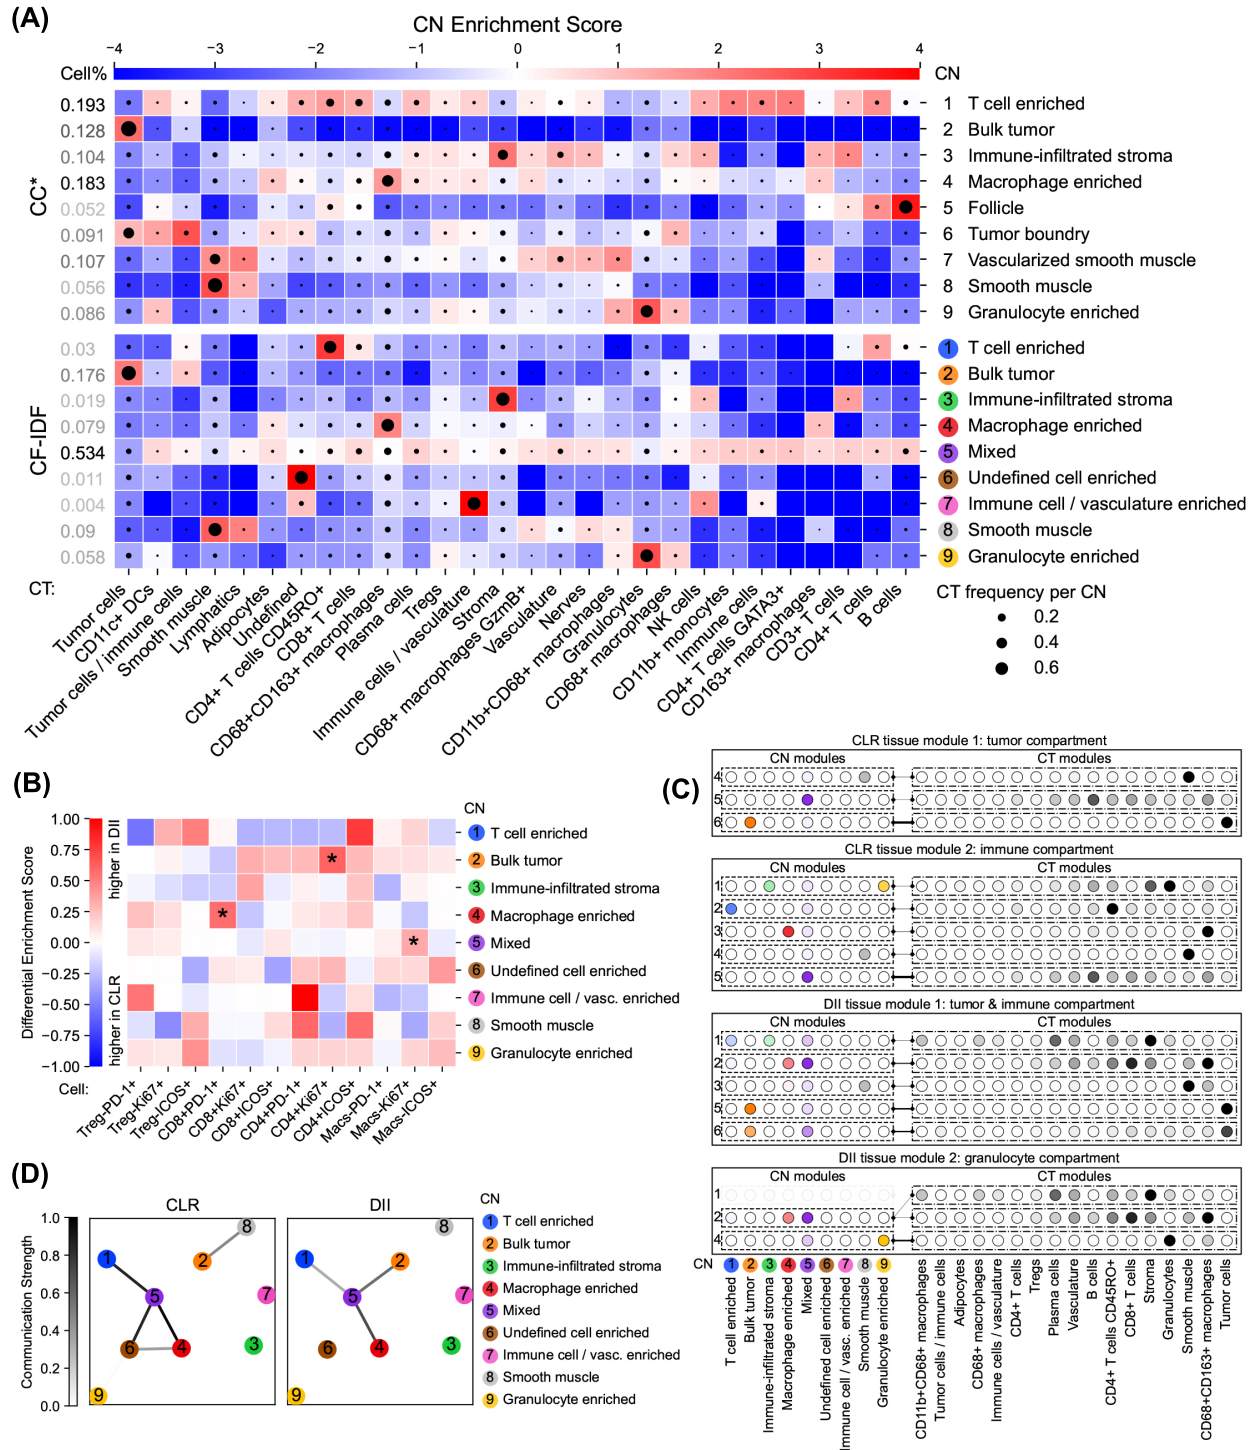 (A)
CN Enrichment Score
−4 −3 −2 −1 0 1 2 3 4
Cell% CN
CC*
0.193 1 T cell enriched
0.128 2 Bulk tumor
0.104 3 Immune-infiltrated stroma
0.183 4 Macrophage enriched
0.052 5 Follicle
0.091 6 Tumor boundry
0.107 7 Vascularized smooth muscle
0.056 8 Smooth muscle
0.086 9 Granulocyte enriched
CF-IDF
0.03 1 T cell enriched
0.176 2 Bulk tumor
0.019 3 Immune-infiltrated stroma
0.079 4 Macrophage enriched
0.534 5 Mixed
0.011 6 Undefined cell enriched
0.004 7 Immune cell / vasculature enriched
0.09 8 Smooth muscle
0.058 9 Granulocyte enriched
CT:
Tumor cells
CD11c+ DCs
Tumor cells / immune cells
Smooth muscle
Lymphatics
Adipocytes
Undefined
CD4+ T cells CD45RO+
CD8+ T cells
CD68+CD163+ macrophages
Plasma cells
Tregs
Immune cells / vasculature
Stroma
CD68+ macrophages GzmB+
Vasculature
Nerves
CD11b+CD68+ macrophages
Granulocytes
CD68+ macrophages
NK cells
CD11b+ monocytes
Immune cells
CD4+ T cells GATA3+
CD163+ macrophages
CD3+ T cells
CD4+ T cells
B cells
CT frequency per CN
0.2
0.4
0.6
(B)
Differential Enrichment Score
1.00
0.75
0.50
0.25
0.00
−0.25
−0.50
−0.75
−1.00
higher in DII
higher in CLR
*
*
*
CN
1 T cell enriched
2 Bulk tumor
3 Immune-infiltrated stroma
4 Macrophage enriched
5 Mixed
6 Undefined cell enriched
7 Immune cell / vasc. enriched
8 Smooth muscle
9 Granulocyte enriched
Cell:
Treg-PD-1+
Treg-Ki67+
Treg-ICOS+
CD8+PD-1+
CD8+Ki67+
CD8+ICOS+
CD4+PD-1+
CD4+Ki67+
CD4+ICOS+
Macs-PD-1+
Macs-Ki67+
Macs-ICOS+
(C)
CLR tissue module 1: tumor compartment
CN modules CT modules
4
5
6
CLR tissue module 2: immune compartment
CN modules CT modules
1
2
3
4
5
DII tissue module 1: tumor & immune compartment
CN modules CT modules
1
2
3
5
6
DII tissue module 2: granulocyte compartment
CN modules CT modules
1
2
4
CN 1 2 3 4 5 6 7 8 9
T cell enriched
Bulk tumor
Immune-infiltrated stroma
Macrophage enriched
Mixed
Undefined cell enriched
Immune cell / vasc. enriched
Smooth muscle
Granulocyte enriched
CD11b+CD68+ macrophages
Tumor cells / immune cells
Adipocytes
CD68+ macrophages
Immune cells / vasculature
CD4+ T cells
Tregs
Plasma cells
Vasculature
B cells
CD4+ T cells CD45RO+
CD8+ T cells
Stroma
Granulocytes
Smooth muscle
CD68+CD163+ macrophages
Tumor cells
(D)
Communication Strength
1.0
0.8
0.6
0.4
0.2
0.0
CLR
1 2 3 4 5 6 7 8 9
DII
1 2 3 4 5 6 7 8 9
CN
1 T cell enriched
2 Bulk tumor
3 Immune-infiltrated stroma
4 Macrophage enriched
5 Mixed
6 Undefined cell enriched
7 Immune cell / vasc. enriched
8 Smooth muscle
9 Granulocyte enriched